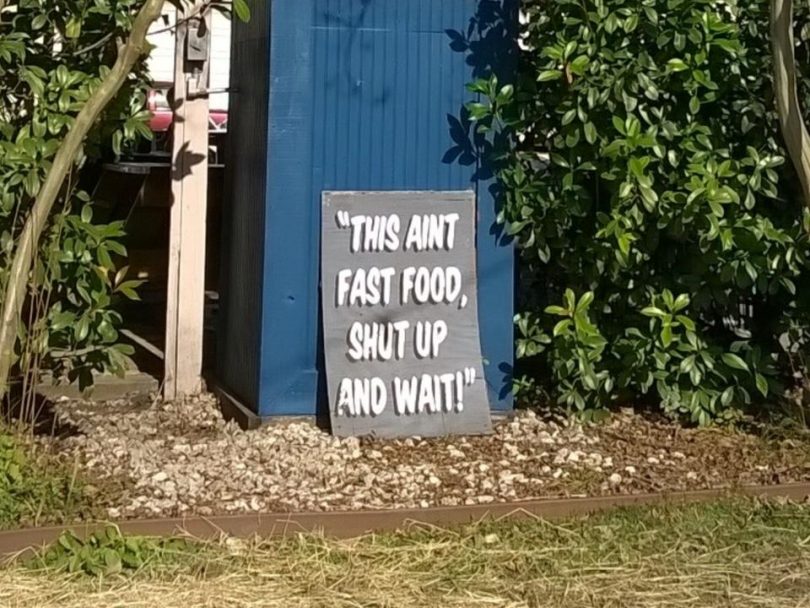 "THIS AINT
FAST FOOD,
SHUT UP
AND WAIT!"